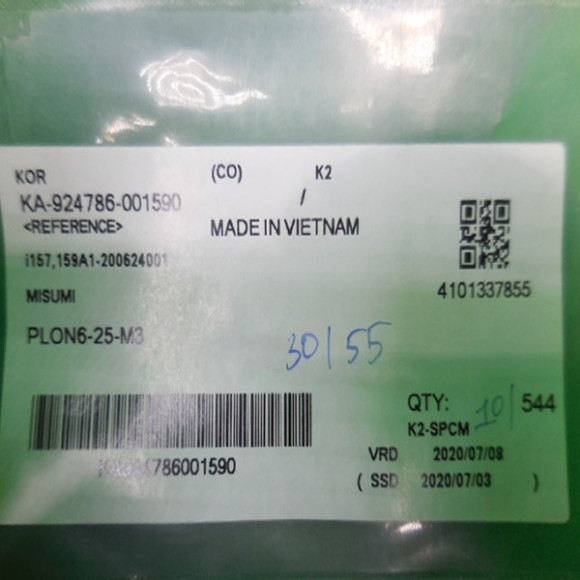 KOR (CO) K2
KA-924786-001590 /
<REFERENCE> MADE IN VIETNAM
i157,159A1-200624001
4101337855
MISUMI
PLON6-25-M3
30/55
QTY: 10/544
K2-SPCM
VRD 2020/07/08
( SSD 2020/07/03 )